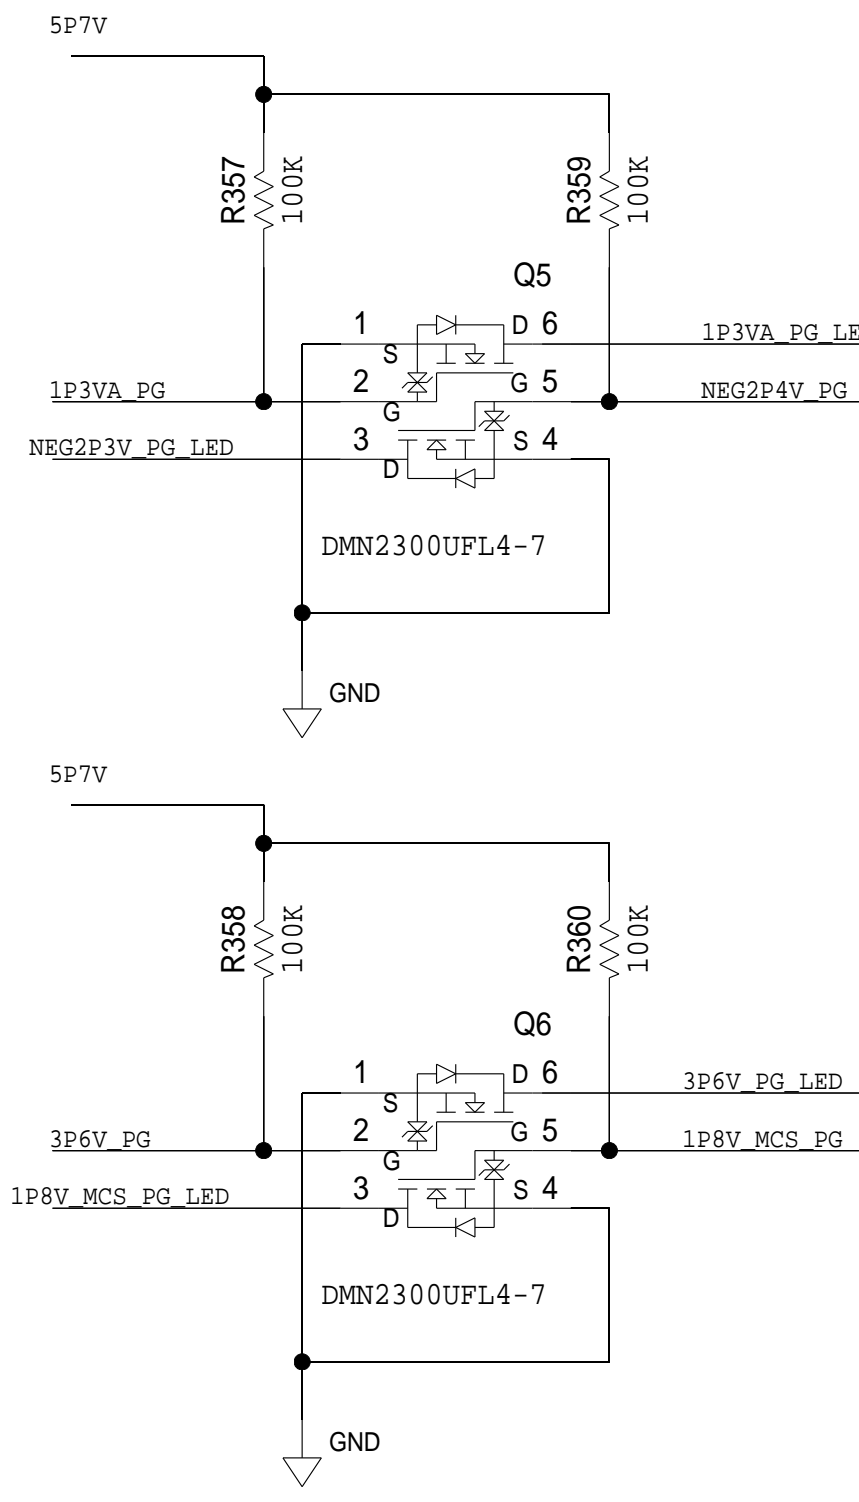 5P7V
R357 100K R359 100K
Q5
1 D 6 1P3VA_PG_LE
S
1P3VA_PG 2 G 5 NEG2P4V_PG
G
NEG2P3V_PG_LED 3 S 4
D
DMN2300UFL4-7
GND
5P7V
R358 100K R360 100K
Q6
1 D 6 3P6V_PG_LED
S
3P6V_PG 2 G 5 1P8V_MCS_PG
G
1P8V_MCS_PG_LED 3 S 4
D
DMN2300UFL4-7
GND